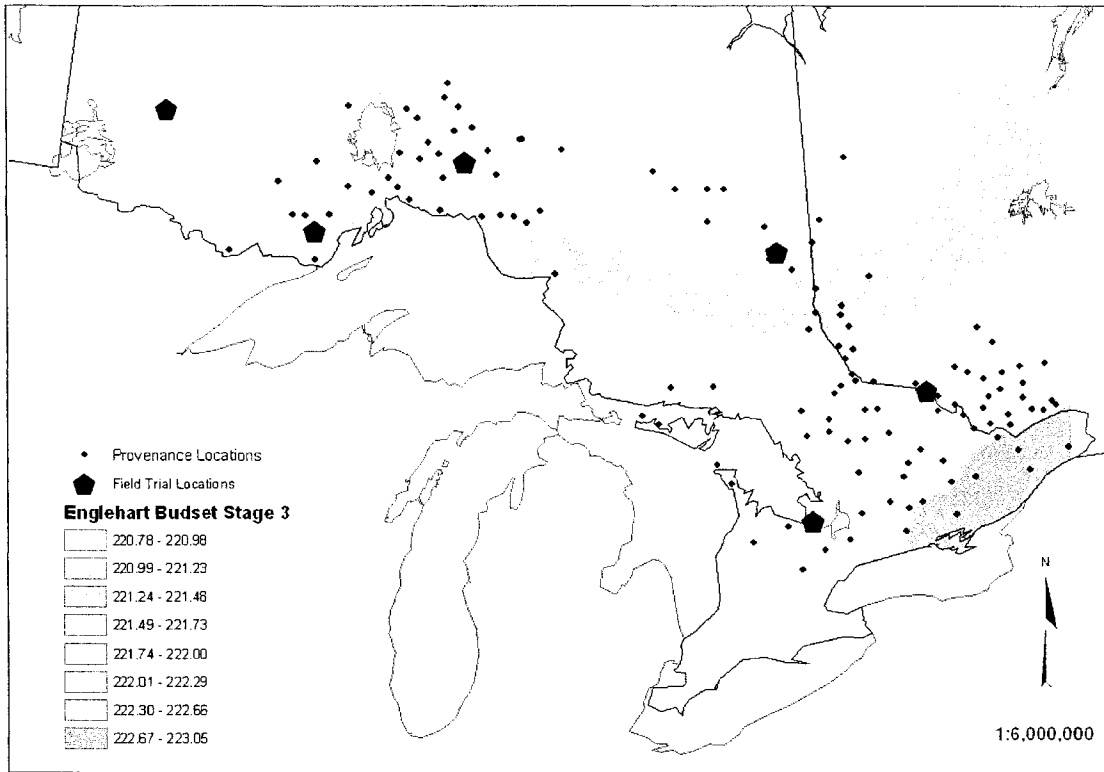 Provenance Locations
Field Trial Locations
Englehart Budset Stage 3
220.78 - 220.98
220.99 - 221.23
221.24 - 221.48
221.49 - 221.73
221.74 - 222.00
222.01 - 222.29
222.30 - 222.66
222.67 - 223.05
N
1:6,000,000